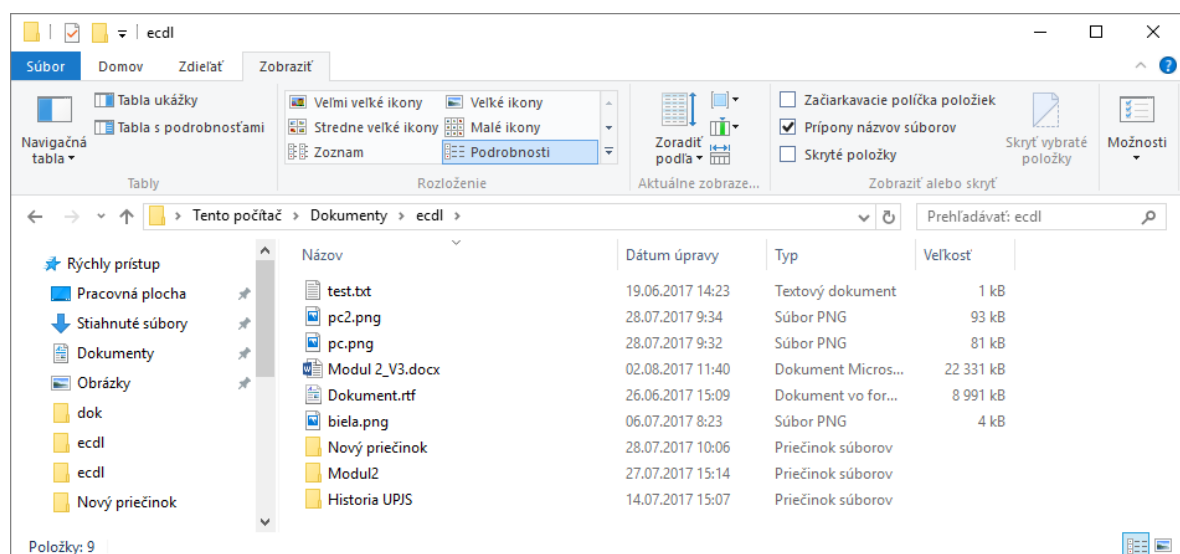 ecdl
Súbor Domov Zdieľať Zobraziť
Navigačná tabla
Tabla ukážky
Tabla s podrobnosťami
Tably
Veľmi veľké ikony Veľké ikony
Stredne veľké ikony Malé ikony
Zoznam Podrobnosti
Rozloženie
Zoradiť podľa
Aktuálne zobraze...
Začiarkavacie políčka položiek
Prípony názvov súborov
Skryté položky
Skryť vybraté položky
Zobraziť alebo skryť
Možnosti
Tento počítač > Dokumenty > ecdl >
Prehľadávať: ecdl
Rýchly prístup
Pracovná plocha
Stiahnuté súbory
Dokumenty
Obrázky
dok
ecdl
ecdl
Nový priečinok
Názov Dátum úpravy Typ Veľkosť
test.txt 19.06.2017 14:23 Textový dokument 1 kB
pc2.png 28.07.2017 9:34 Súbor PNG 93 kB
pc.png 28.07.2017 9:32 Súbor PNG 81 kB
Modul 2_V3.docx 02.08.2017 11:40 Dokument Micros... 22 331 kB
Dokument.rtf 26.06.2017 15:09 Dokument vo for... 8 991 kB
biela.png 06.07.2017 8:23 Súbor PNG 4 kB
Nový priečinok 28.07.2017 10:06 Priečinok súborov
Modul2 27.07.2017 15:14 Priečinok súborov
Historia UPJS 14.07.2017 15:07 Priečinok súborov
Položky: 9